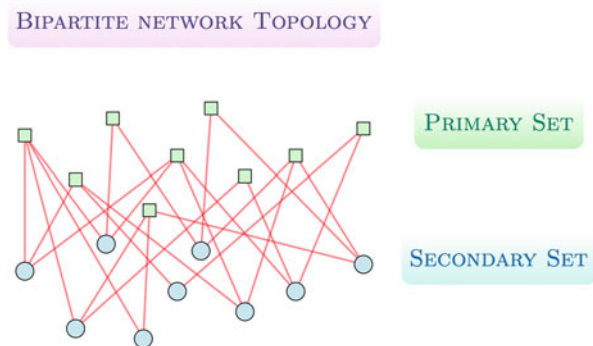 BIPARTITE NETWORK TOPOLOGY
PRIMARY SET
SECONDARY SET